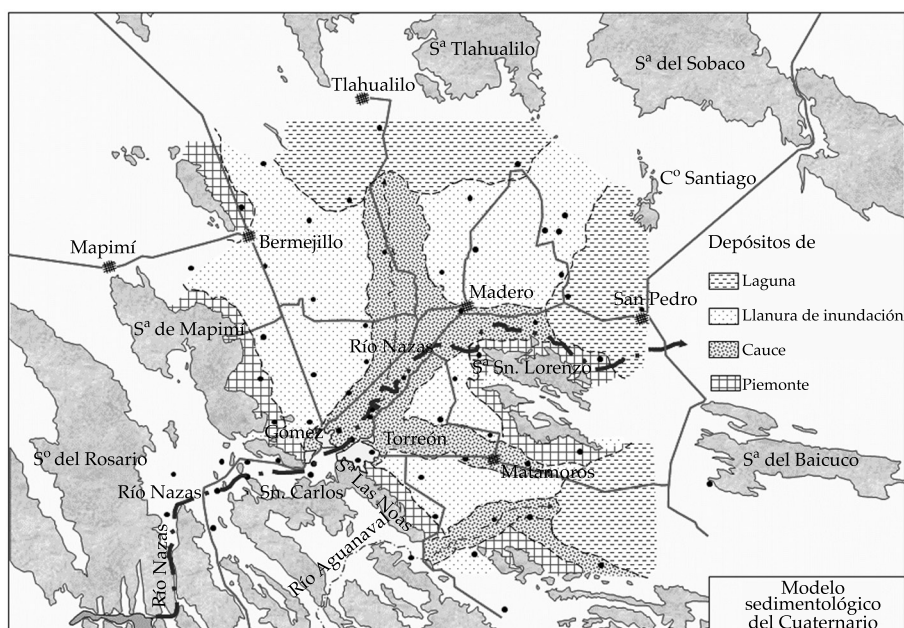 Sª Tlahualilo
Sª del Sobaco
Tlahualilo
Cº Santiago
Mapimí
Bermejillo
Depósitos de
Laguna
Llanura de inundación
Cauce
Piemonte
Madero
San Pedro
Sª de Mapimí
Río Nazas
Sª Sn. Lorenzo
Gómez
Torreón
Matamoros
Sº del Rosario
Sª del Baicuco
Río Nazas
Sn. Carlos
Sª Las Noas
Río Nazas
Río Aguanaval
Modelo
sedimentológico
del Cuaternario